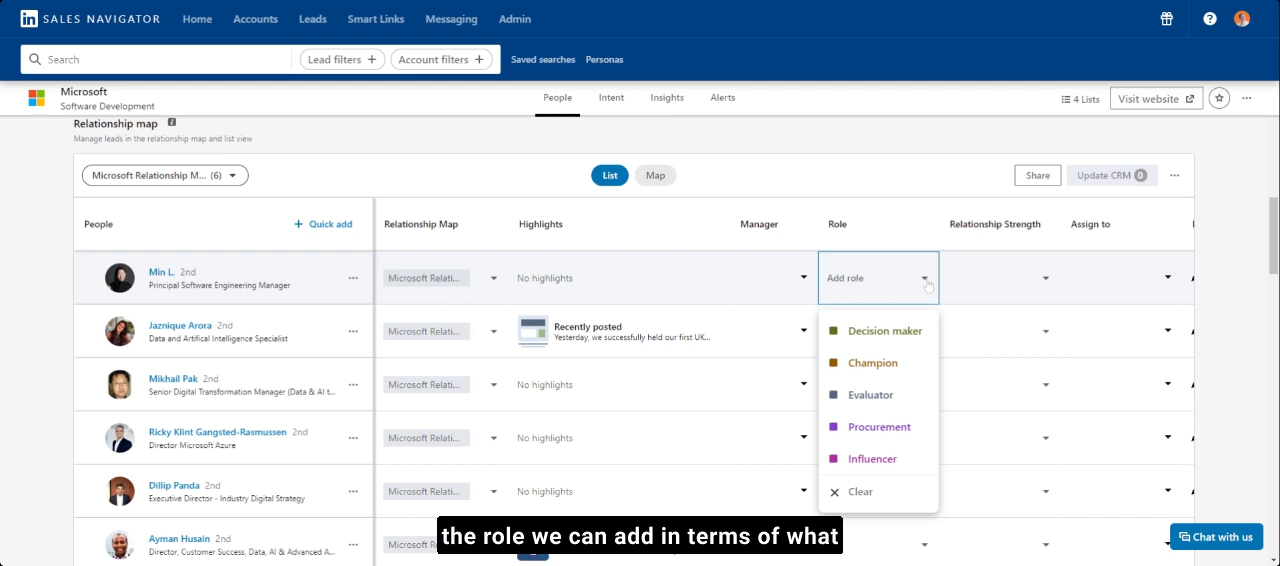 in SALES NAVIGATOR Home Accounts Leads Smart Links Messaging Admin
Search Lead filters + Account filters + Saved searches Personas
Microsoft
Software Development
People Intent Insights Alerts
4 Lists Visit website
Relationship map
Manage leads in the relationship map and list view
Microsoft Relationship M... (6) List Map Share Update CRM 0
People + Quick add Relationship Map Highlights Manager Role Relationship Strength Assign to
Min L. 2nd
Principal Software Engineering Manager
Microsoft Relati... No highlights Add role
Jaznique Arora 2nd
Data and Artifical Intelligence Specialist
Microsoft Relati...
Recently posted
Yesterday, we successfully held our first UK...
Mikhail Pak 2nd
Senior Digital Transformation Manager (Data & AI t...
Microsoft Relati... No highlights
Ricky Klint Gangsted-Rasmussen 2nd
Director Microsoft Azure
Microsoft Relati... No highlights
Dillip Panda 2nd
Executive Director - Industry Digital Strategy
Microsoft Relati... No highlights
Ayman Husain 2nd
Director, Customer Success, Data, AI & Advanced A...
Microsoft
Decision maker
Champion
Evaluator
Procurement
Influencer
Clear
the role we can add in terms of what
Chat with us